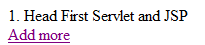 1. Head First Servlet and JSP
Add more